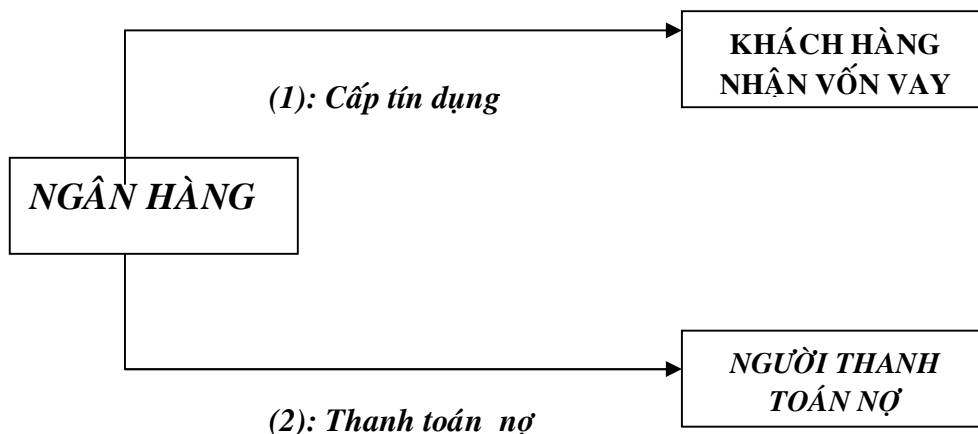 KHÁCH HÀNG
NHẬN VỐN VAY
(1): Cấp tín dụng
NGÂN HÀNG
NGƯỜI THANH
TOÁN NỢ
(2): Thanh toán nợ